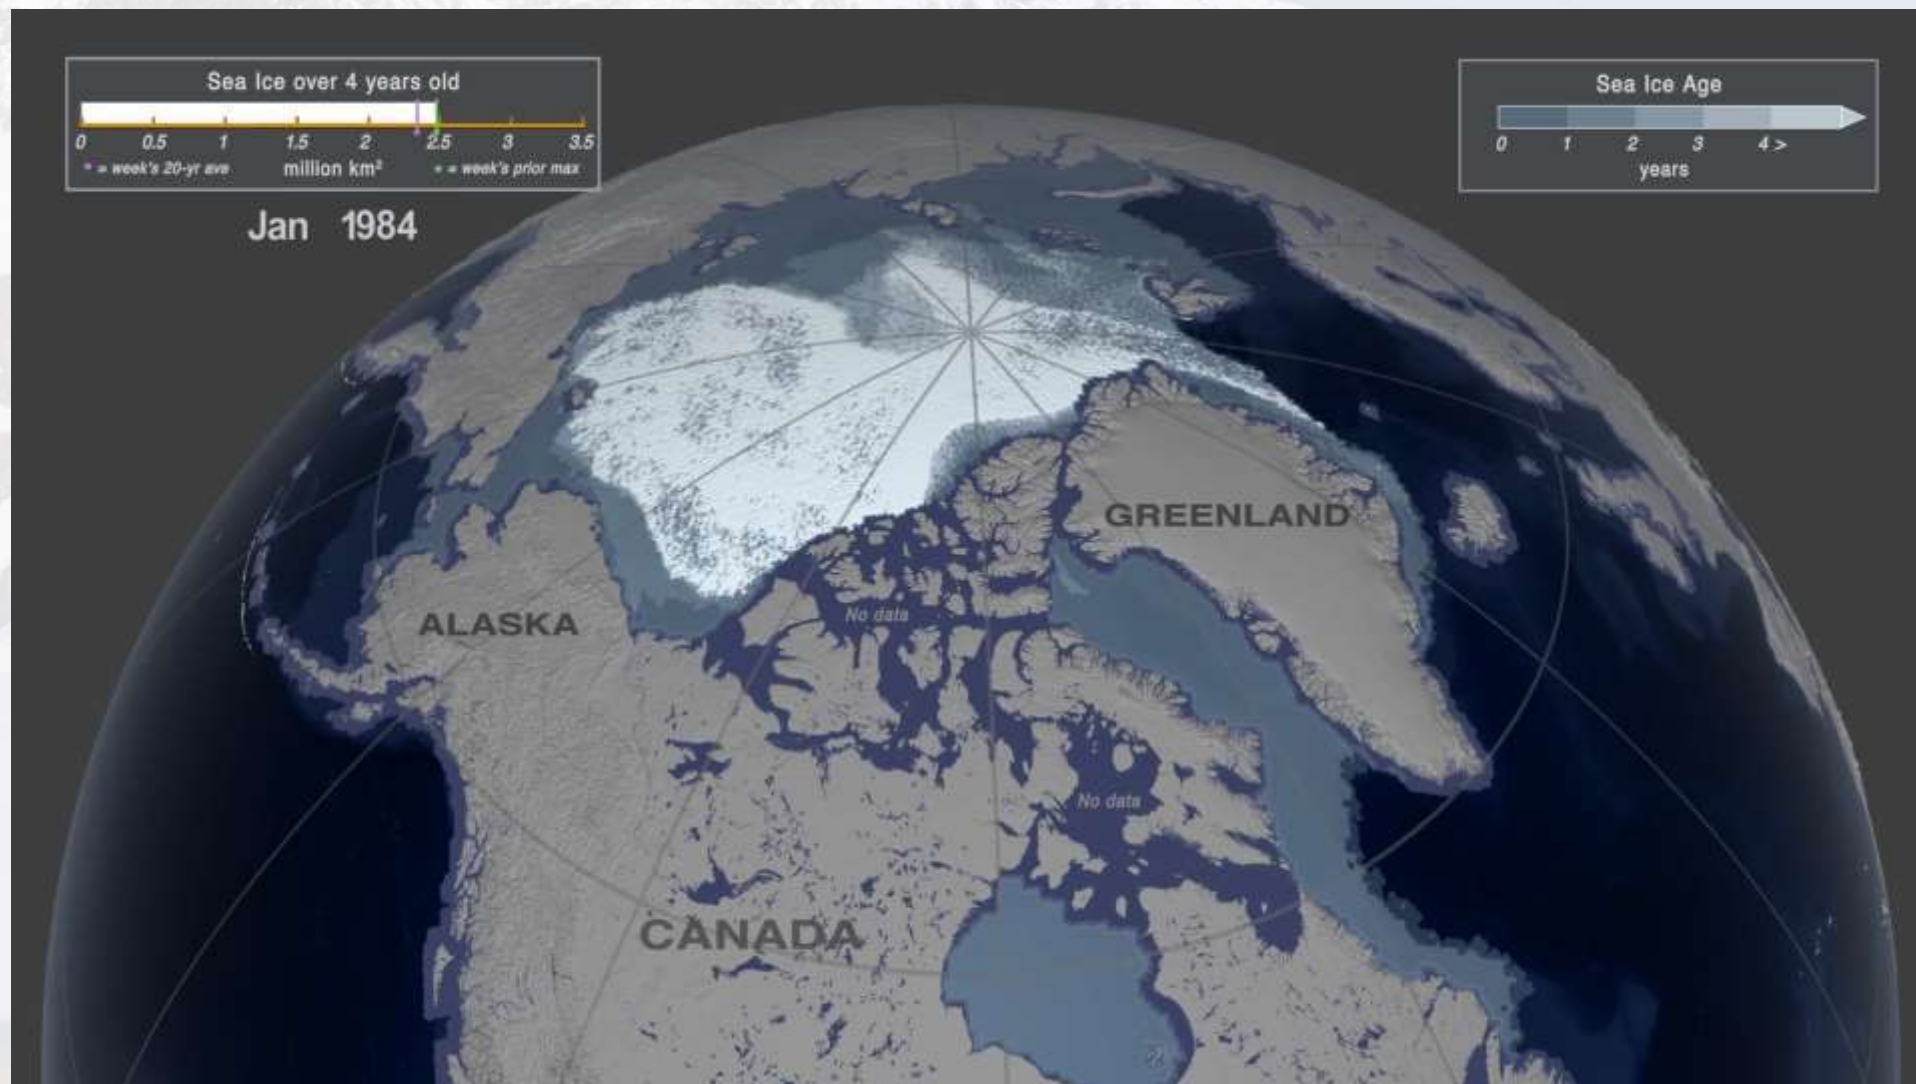 Sea Ice over 4 years old
0 0.5 1 1.5 2 2.5 3 3.5
* = week's 20-yr ave million km² * = week's prior max
Jan 1984
Sea Ice Age
0 1 2 3 4 >
years
GREENLAND
ALASKA
No data
No data
CANADA